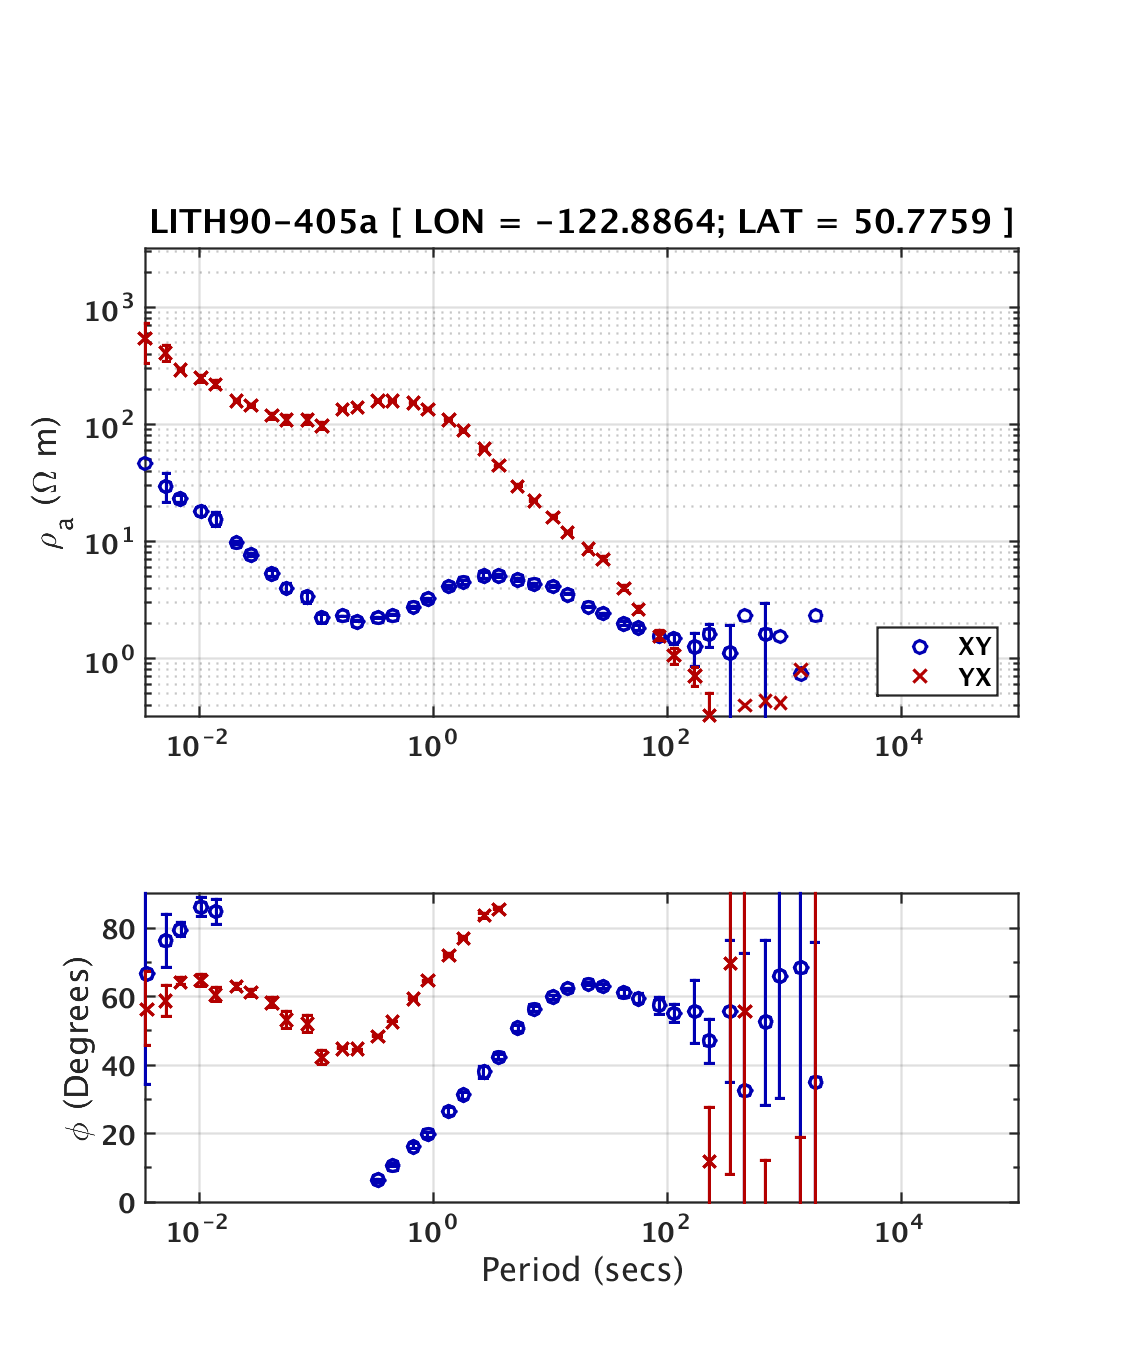 LITH90-405a [ LON = -122.8864; LAT = 50.7759 ]
ρa (Ω m)
10^3
10^2
10^1
10^0
XY
YX
10^-2 10^0 10^2 10^4
ϕ (Degrees)
80
60
40
20
0
10^-2 10^0 10^2 10^4
Period (secs)